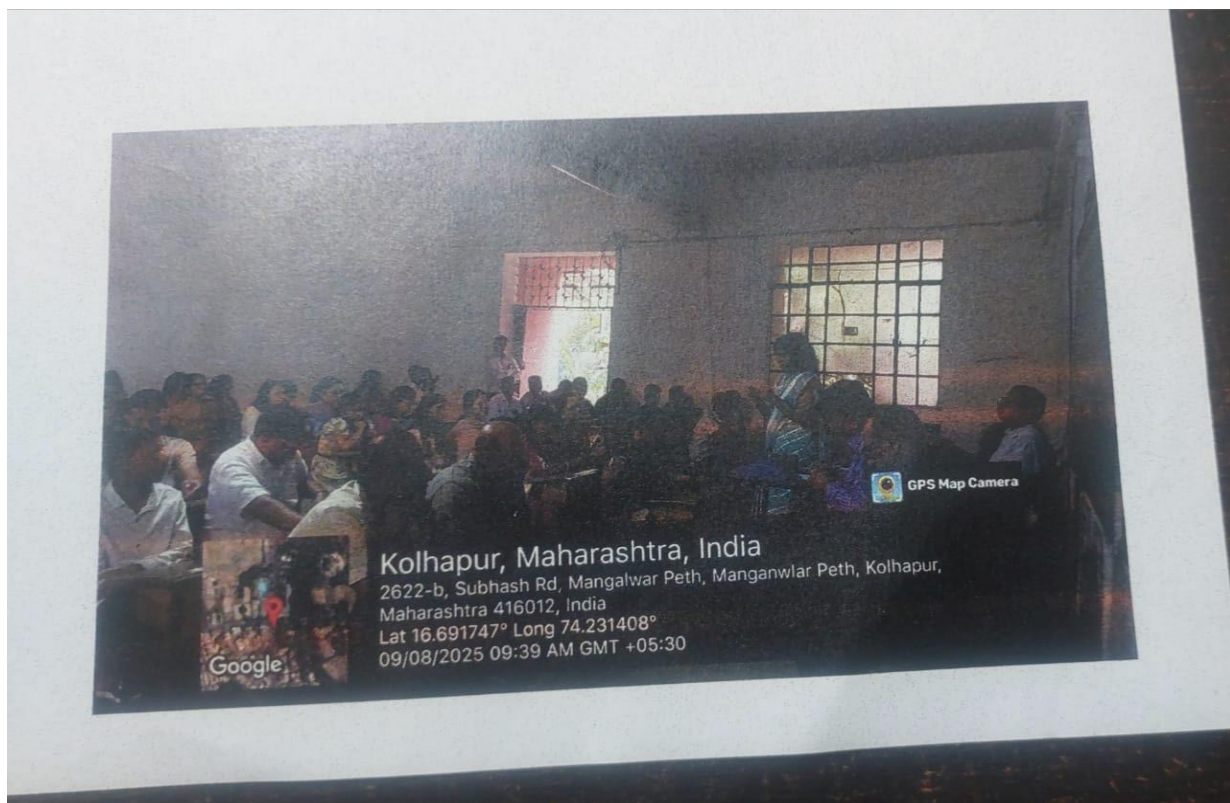 GPS Map Camera
Kolhapur, Maharashtra, India
2622-b, Subhash Rd, Mangalwar Peth, Manganwlar Peth, Kolhapur,
Maharashtra 416012, India
Lat 16.691747° Long 74.231408°
09/08/2025 09:39 AM GMT +05:30
Google